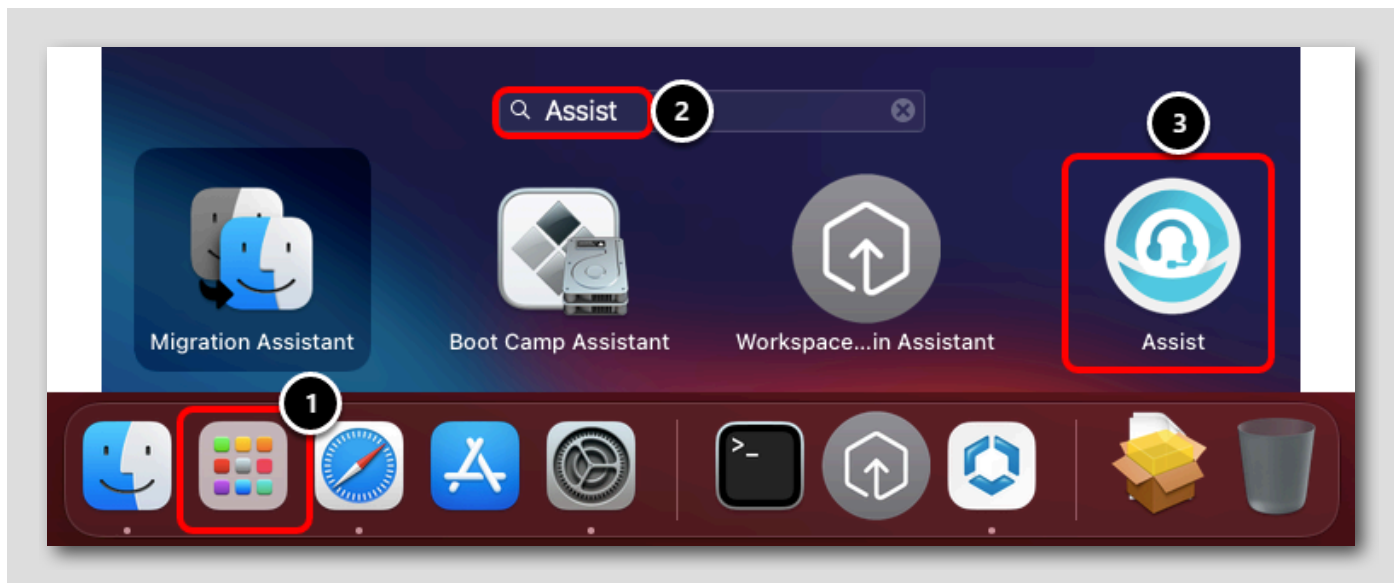 Assist
2
3
Migration Assistant
Boot Camp Assistant
Workspace...in Assistant
Assist
1
>_